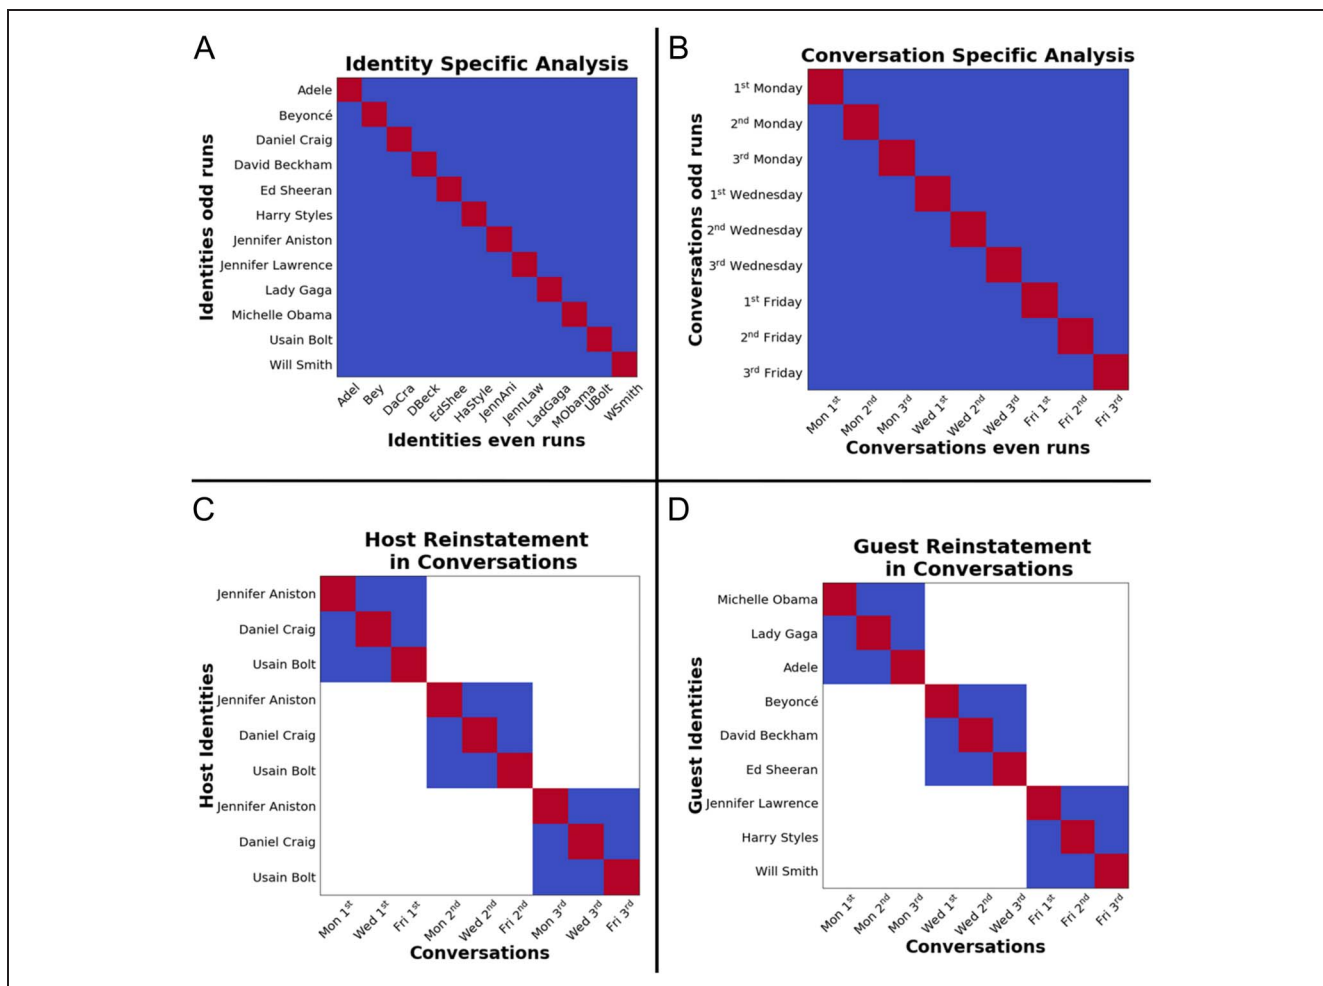 A
Identity Specific Analysis
Identities odd runs
Adele
Beyoncé
Daniel Craig
David Beckham
Ed Sheeran
Harry Styles
Jennifer Aniston
Jennifer Lawrence
Lady Gaga
Michelle Obama
Usain Bolt
Will Smith
Adel
Bey
DaCra
DBeck
EdShee
HaStyle
JennAni
JennLaw
LadGaga
MObama
UBolt
WSmith
Identities even runs
B
Conversation Specific Analysis
Conversations odd runs
1st Monday
2nd Monday
3rd Monday
1st Wednesday
2nd Wednesday
3rd Wednesday
1st Friday
2nd Friday
3rd Friday
Mon 1st
Mon 2nd
Mon 3rd
Wed 1st
Wed 2nd
Wed 3rd
Fri 1st
Fri 2nd
Fri 3rd
Conversations even runs
C
Host Reinstatement
in Conversations
Host Identities
Jennifer Aniston
Daniel Craig
Usain Bolt
Jennifer Aniston
Daniel Craig
Usain Bolt
Jennifer Aniston
Daniel Craig
Usain Bolt
Mon 1st
Wed 1st
Fri 1st
Mon 2nd
Wed 2nd
Fri 2nd
Mon 3rd
Wed 3rd
Fri 3rd
Conversations
D
Guest Reinstatement
in Conversations
Guest Identities
Michelle Obama
Lady Gaga
Adele
Beyoncé
David Beckham
Ed Sheeran
Jennifer Lawrence
Harry Styles
Will Smith
Mon 1st
Mon 2nd
Mon 3rd
Wed 1st
Wed 2nd
Wed 3rd
Fri 1st
Fri 2nd
Fri 3rd
Conversations